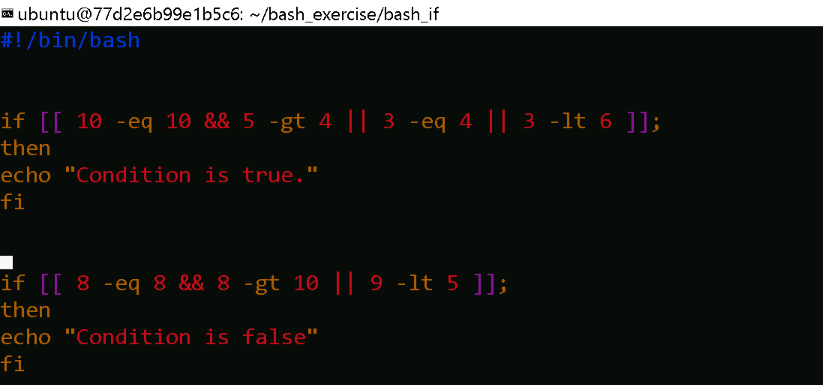 ubuntu@77d2e6b99e1b5c6: ~/bash_exercise/bash_if
#!/bin/bash
if [[ 10 -eq 10 && 5 -gt 4 || 3 -eq 4 || 3 -lt 6 ]];
then
echo "Condition is true."
fi
if [[ 8 -eq 8 && 8 -gt 10 || 9 -lt 5 ]];
then
echo "Condition is false"
fi